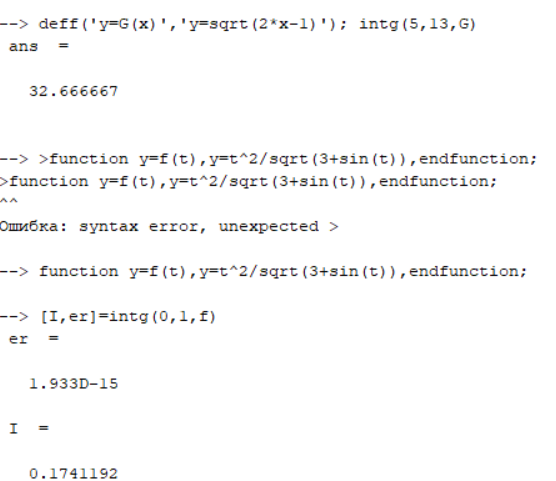 --> deff('y=G(x)','y=sqrt(2*x-1)'); intg(5,13,G)
ans  =
32.666667
--> >function y=f(t),y=t^2/sqrt(3+sin(t)),endfunction;
>function y=f(t),y=t^2/sqrt(3+sin(t)),endfunction;
^^
Ошибка: syntax error, unexpected >
--> function y=f(t),y=t^2/sqrt(3+sin(t)),endfunction;
--> [I,er]=intg(0,1,f)
er  =
1.933D-15
I  =
0.1741192